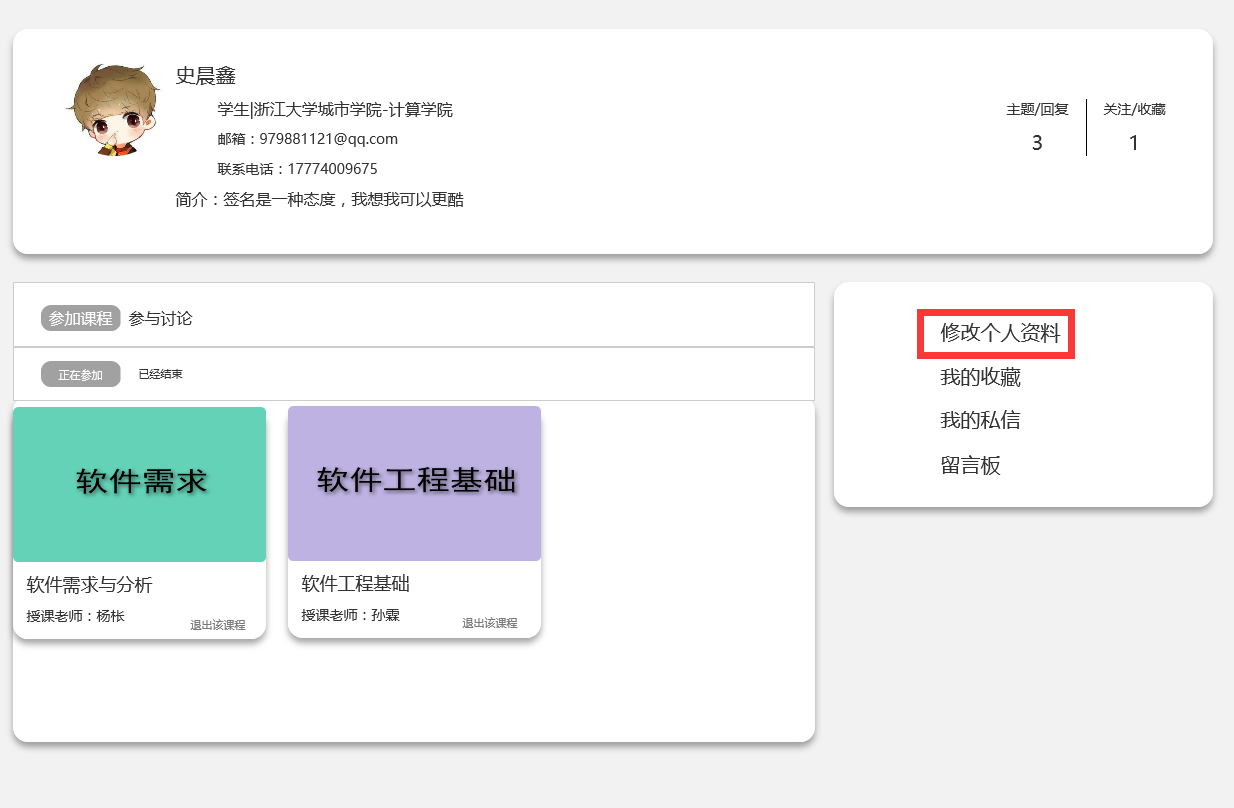 史晨鑫
学生|浙江大学城市学院-计算学院
邮箱：979881121@qq.com
联系电话：17774009675
简介：签名是一种态度，我想我可以更酷
主题/回复
3
关注/收藏
1
参加课程 参与讨论
正在参加 已经结束
软件需求
软件需求与分析
授课老师：杨枨
退出该课程
软件工程基础
软件工程基础
授课老师：孙霖
退出该课程
修改个人资料
我的收藏
我的私信
留言板